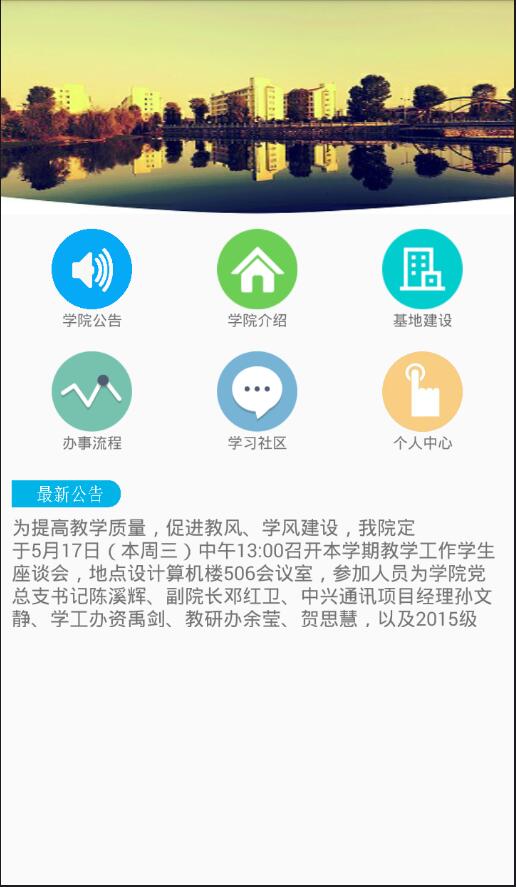 学院公告 学院介绍 基地建设
办事流程 学习社区 个人中心
最新公告
为提高教学质量，促进教风、学风建设，我院定
于5月17日（本周三）中午13:00召开本学期教学工作学生
座谈会，地点设计算机楼506会议室，参加人员为学院党
总支书记陈溪辉、副院长邓红卫、中兴通讯项目经理孙文
静、学工办资禹剑、教研办余莹、贺思慧，以及2015级